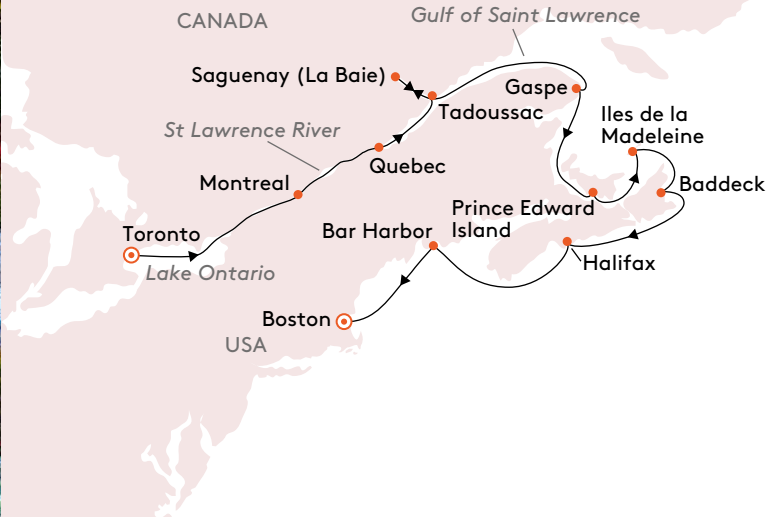 CANADA
Gulf of Saint Lawrence
Saguenay (La Baie)
Gaspe
Tadoussac
Iles de la
Madeleine
St Lawrence River
Quebec
Montreal
Baddeck
Prince Edward
Island
Toronto
Bar Harbor
Halifax
Lake Ontario
Boston
USA